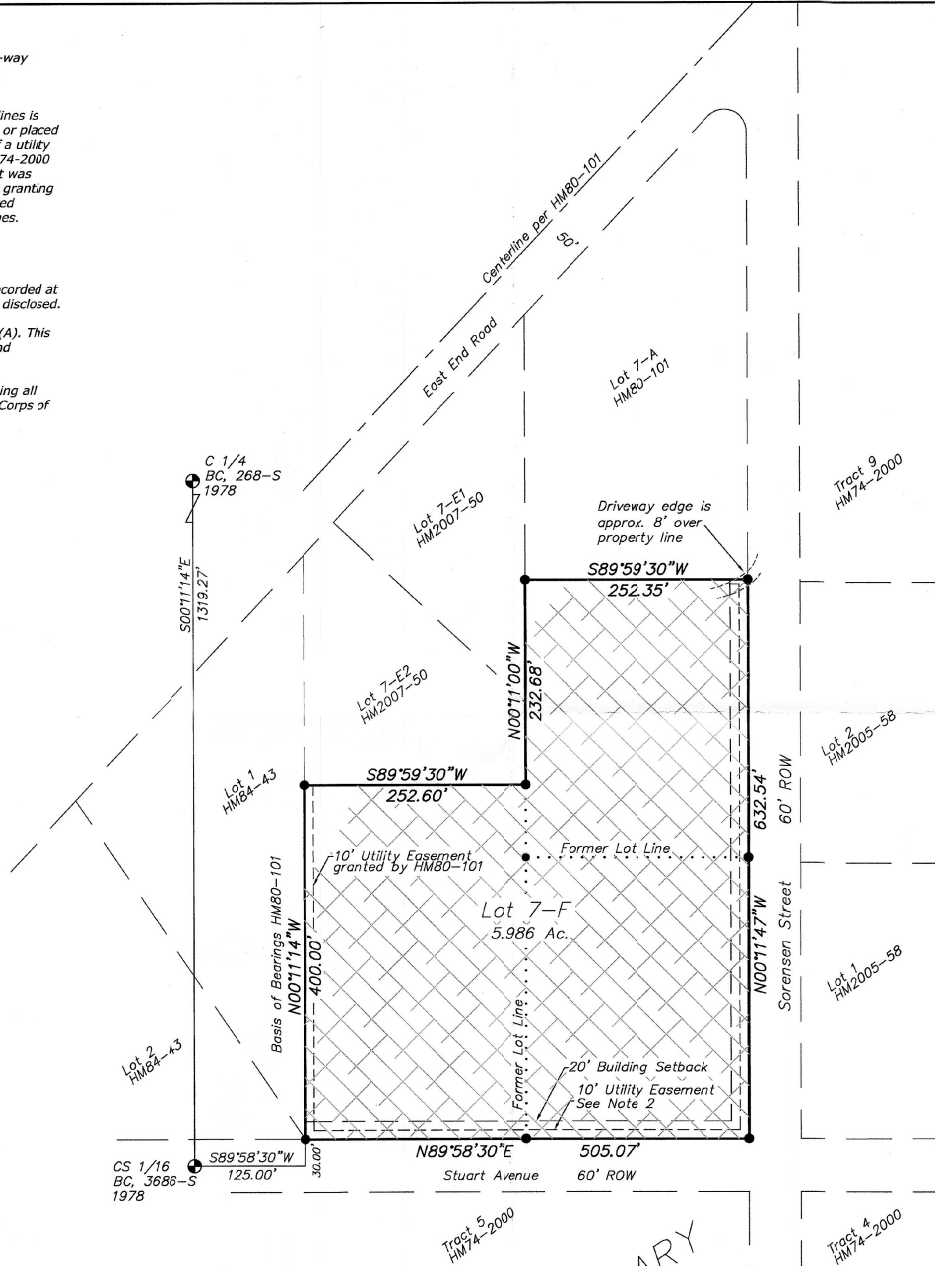 -way
lines is
or placed
f a utility
74-2000
t was
granting
ed
nes.
ecorded at
disclosed.
(A). This
nd
ing all
Corps of
Centerline per HM80-101
50'
East End Road
Lot 7-A
HM80-101
C 1/4
BC, 268-S
1978
Lot 7-E1
HM2007-50
Tract 9
HM74-2000
Driveway edge is
approx. 8' over
property line
S89°59'30"W
252.35'
S00°11'14"E
1319.27'
N00°11'00"W
232.68'
Lot 7-E2
HM2007-50
Lot 2
HM2005-58
Lot 1
HM84-43
S89°59'30"W
252.60'
632.54'
60' ROW
Former Lot Line
10' Utility Easement
granted by HM80-101
Lot 7-F
5.986 Ac.
Basis of Bearings HM80-101
N00°11'14"W
400.00'
N00°11'47"W
Sorensen Street
Lot 1
HM2005-58
Former Lot Line
Lot 2
HM84-43
20' Building Setback
10' Utility Easement
See Note 2
S89°58'30"W
125.00'
30.00'
N89°58'30"E
505.07'
CS 1/16
BC, 3686-S
1978
Stuart Avenue
60' ROW
Tract 5
HM74-2000
ARY
Tract 4
HM74-2000